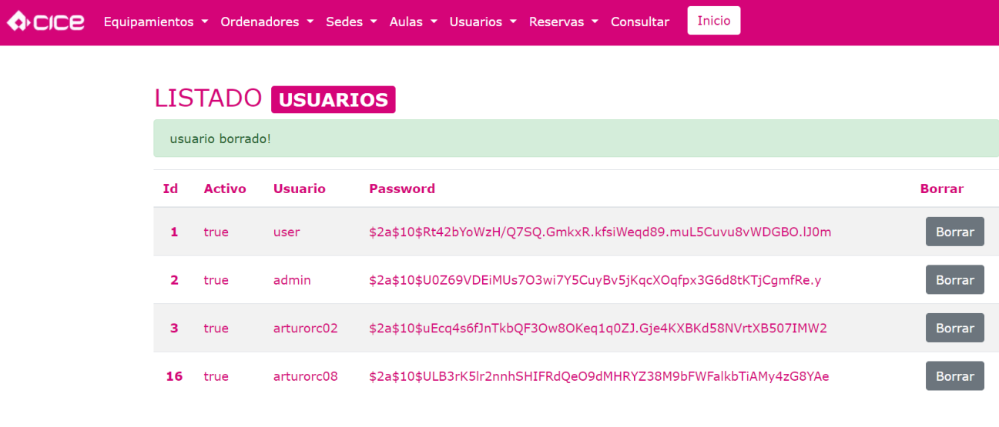 CICE Equipamientos Ordenadores Sedes Aulas Usuarios Reservas Consultar Inicio
LISTADO USUARIOS
usuario borrado!
Id Activo Usuario Password Borrar
1 true user $2a$10$Rt42bYoWzH/Q7SQ.GmkxR.kfsiWeqd89.muL5Cuvu8vWDGBO.lJ0m Borrar
2 true admin $2a$10$U0Z69VDEiMUs7O3wi7Y5CuyBv5jKqcXOqfpx3G6d8tKTjCgmfRe.y Borrar
3 true arturorc02 $2a$10$uEcq4s6fJnTkbQF3Ow8OKeq1q0ZJ.Gje4KXBKd58NVrtXB507IMW2 Borrar
16 true arturorc08 $2a$10$ULB3rK5lr2nnhSHIFRdQeO9dMHRYZ38M9bFWFalkbTiAMy4zG8YAe Borrar